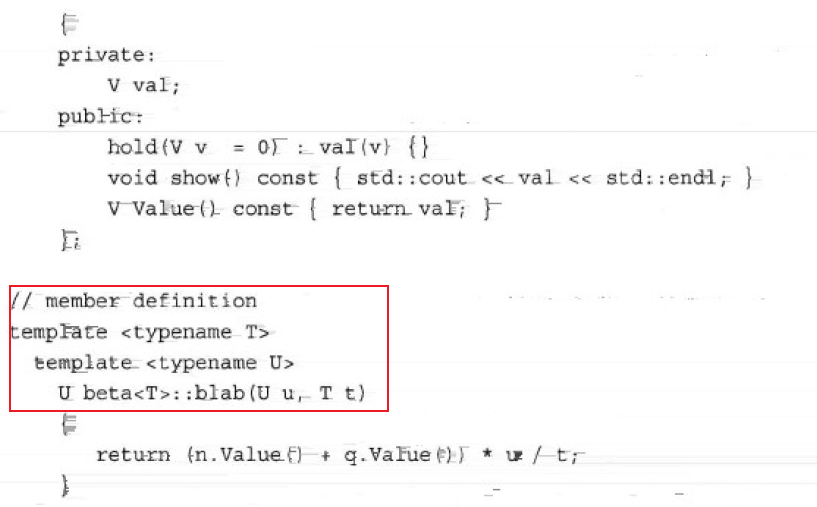 {
private:
V val;
public:
hold(V v = 0) : val(v) {}
void show() const { std::cout << val << std::endl; }
V Value() const { return val; }
};
// member definition
template <typename T>
template <typename U>
U beta<T>::blab(U u, T t)
{
return (n.Value() + q.Value()) * u / t;
}